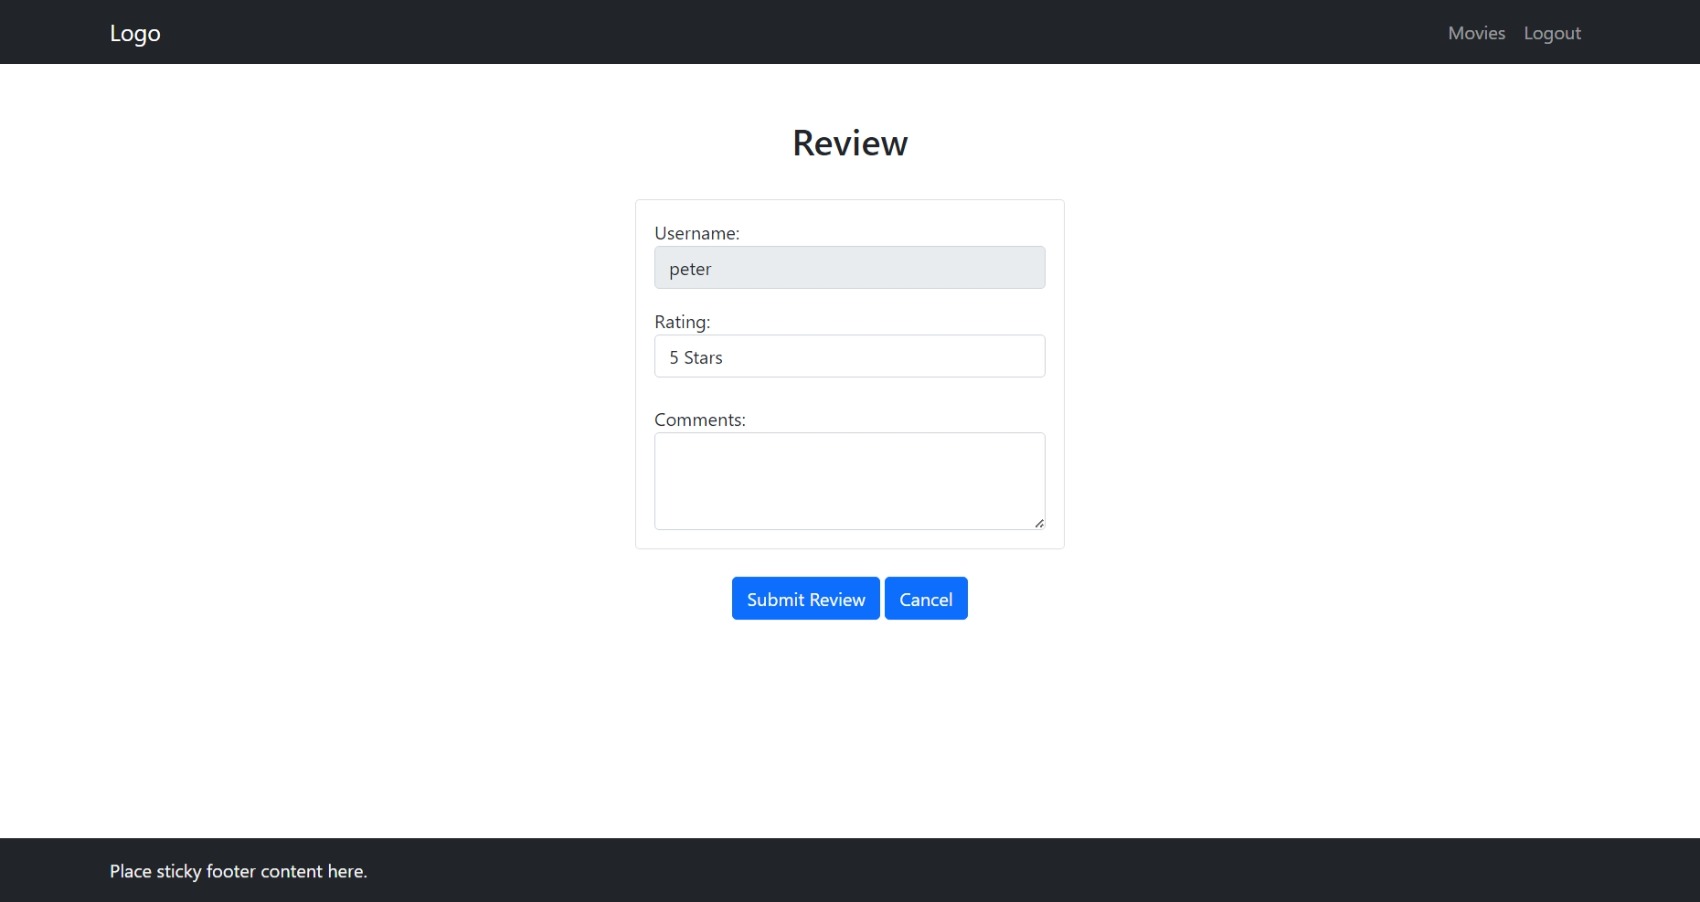 Logo
Movies Logout
Review
Username:
peter
Rating:
5 Stars
Comments:
Submit Review Cancel
Place sticky footer content here.